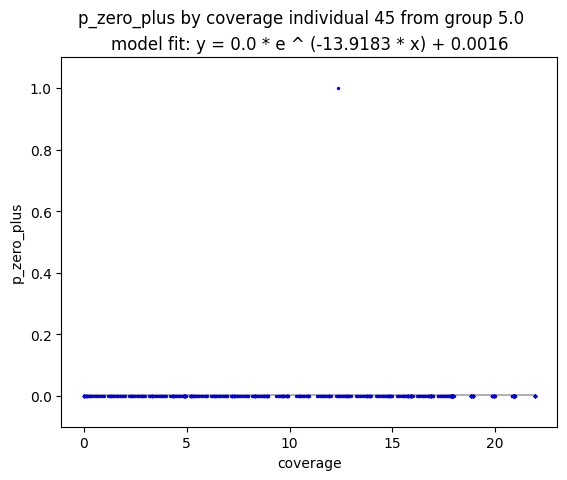 p_zero_plus by coverage individual 45 from group 5.0
model fit: y = 0.0 * e ^ (-13.9183 * x) + 0.0016
1.0
0.8
0.6
0.4
0.2
0.0
p_zero_plus
0
5
10
15
20
coverage